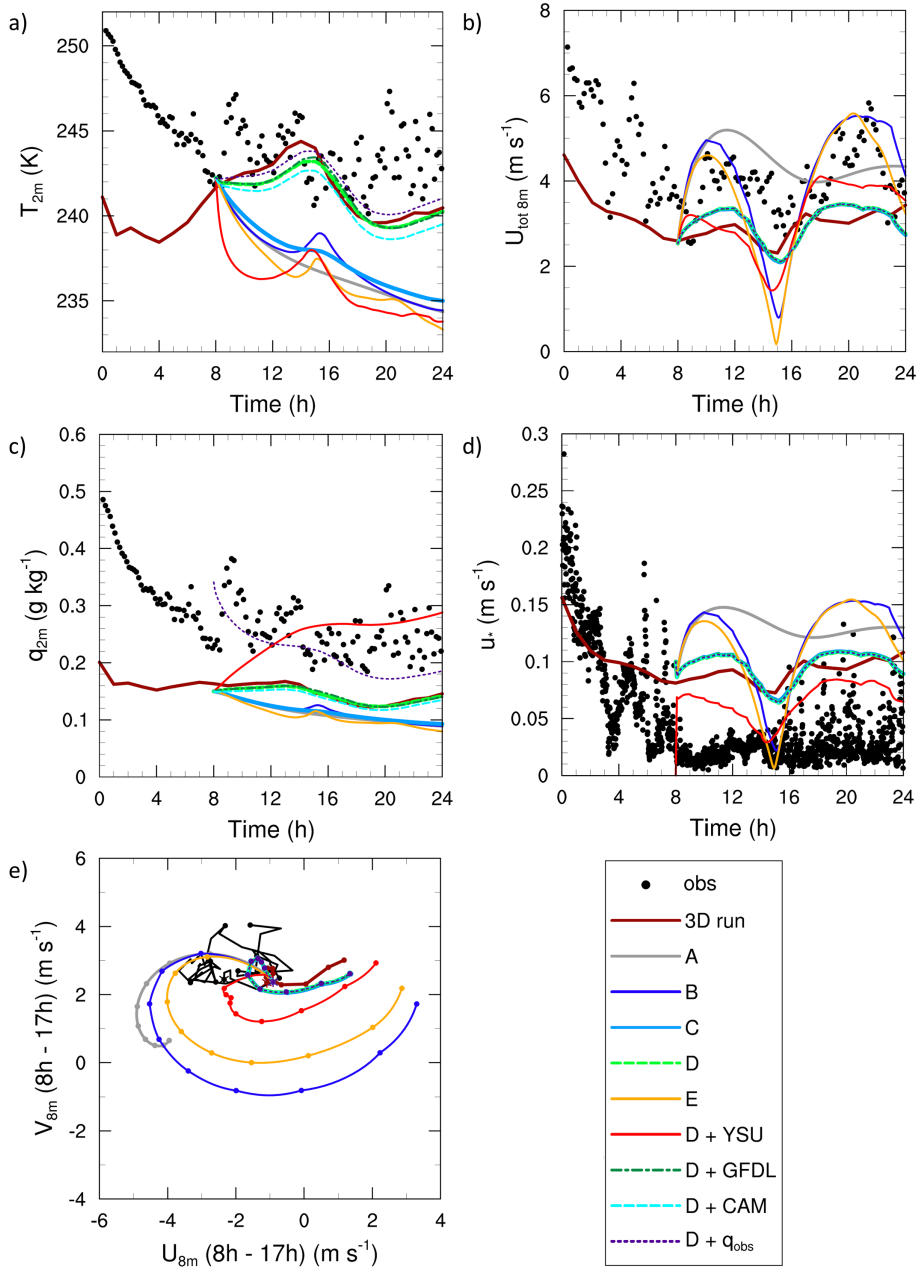 a)
T2m (K)
250
245
240
235
0 4 8 12 16 20 24
Time (h)
b)
Utot 8m (m s-1)
8
6
4
2
0
0 4 8 12 16 20 24
Time (h)
c)
q2m (g kg-1)
0.6
0.5
0.4
0.3
0.2
0.1
0
0 4 8 12 16 20 24
Time (h)
d)
u* (m s-1)
0.3
0.25
0.2
0.15
0.1
0.05
0
0 4 8 12 16 20 24
Time (h)
e)
V8m (8h - 17h) (m s-1)
6
4
2
0
-2
-4
-6 -4 -2 0 2 4
U8m (8h - 17h) (m s-1)
obs
3D run
A
B
C
D
E
D + YSU
D + GFDL
D + CAM
D + qobs